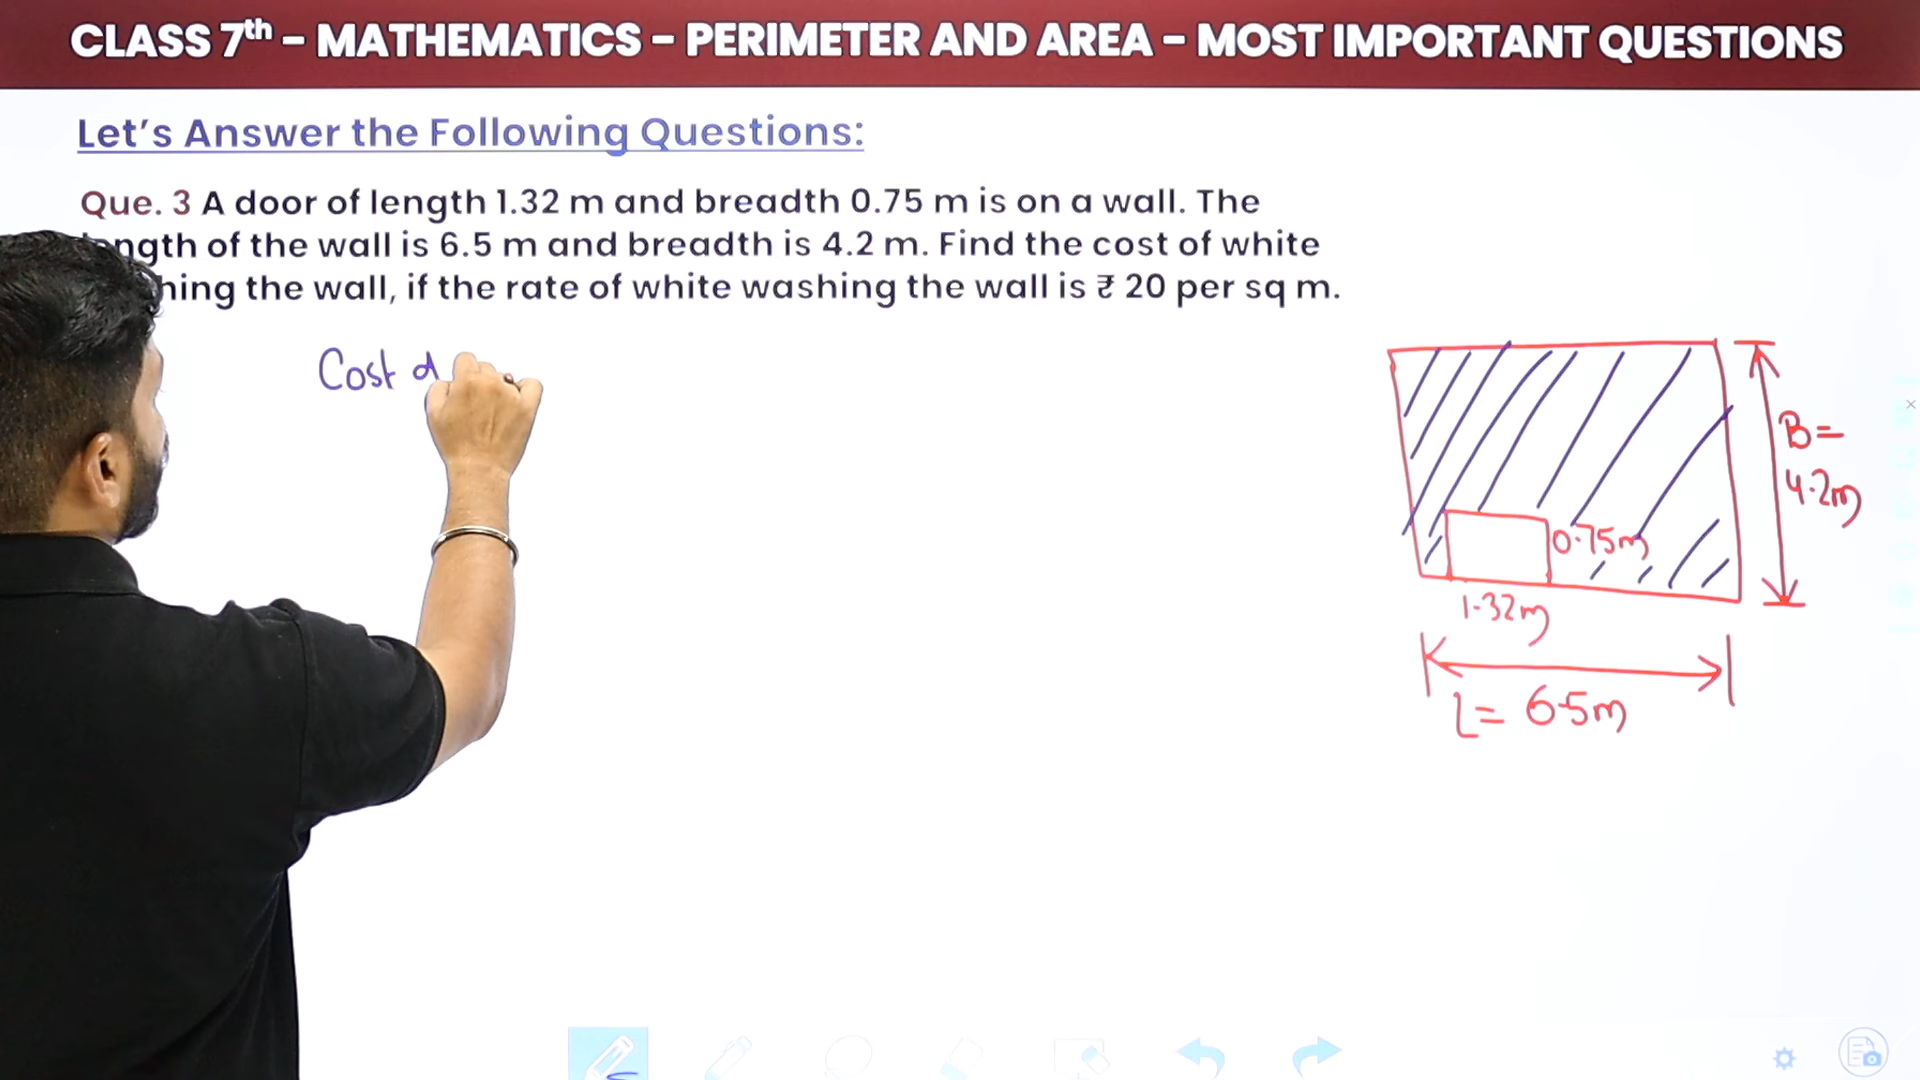 CLASS 7th – MATHEMATICS – PERIMETER AND AREA – MOST IMPORTANT QUESTIONS
Let's Answer the Following Questions:
Que. 3 A door of length 1.32 m and breadth 0.75 m is on a wall. The
length of the wall is 6.5 m and breadth is 4.2 m. Find the cost of white
hing the wall, if the rate of white washing the wall is ₹ 20 per sq m.
Cost
B=
4.2m
0.75m
1.32m
L= 6.5m